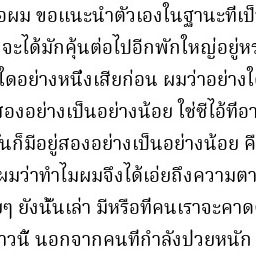 ผม ขอแนะนำตัวเองในฐานะที่เป็
จะได้มักคุ้นต่อไปอีกพักใหญ่อยู่
ใดอย่างหนึ่งเสียก่อน ผมว่าอย่าง
สองอย่างเป็นอย่างน้อย ใช่ซีไอ้ที่อา
นก็มีอยู่สองอย่างเป็นอย่างน้อย คื
ผมว่าทำไมผมจึงได้เอ่ยถึงความตา
ๆ ยังนั้นเล่า มีหรือที่คนเราจะคาด
าวนี้ นอกจากคนที่กำลังป่วยหนัก